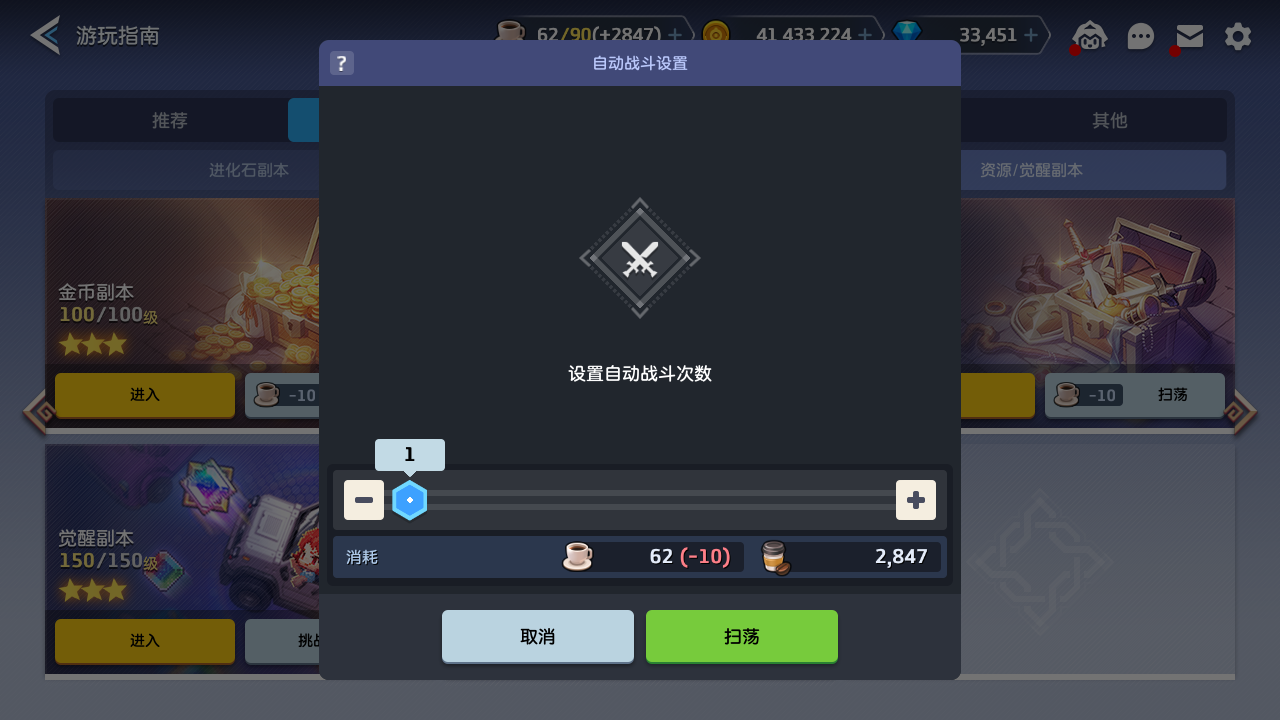 游玩指南
62/90(+2847)
41,433,224
33,451
?
自动战斗设置
推荐
其他
进化石副本
资源/觉醒副本
金币副本
100/100级
进入
-10
-10
扫荡
设置自动战斗次数
1
觉醒副本
150/150级
消耗
62 (-10)
2,847
进入
取消
扫荡